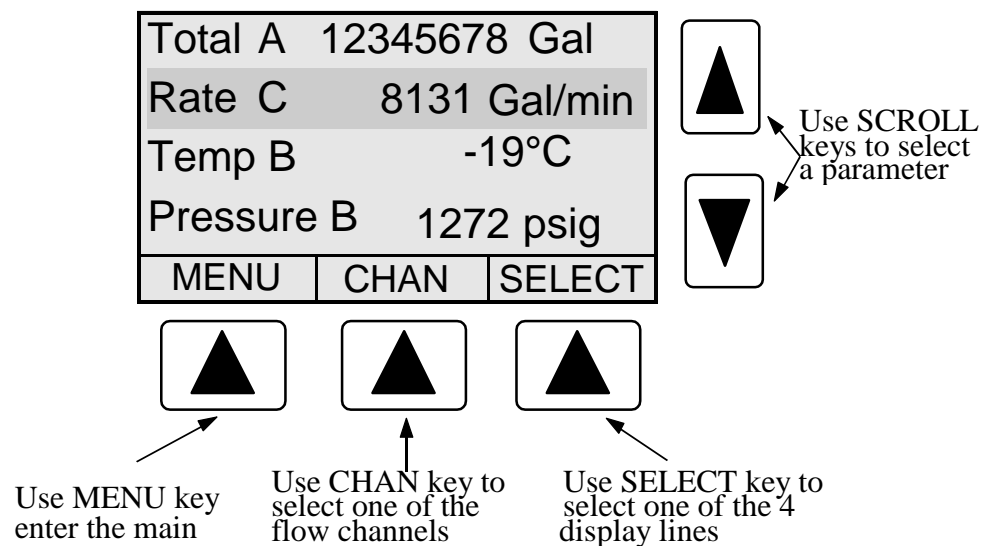 Total A 12345678 Gal
Rate C 8131 Gal/min
Temp B -19°C
Pressure B 1272 psig
MENU CHAN SELECT
Use SCROLL
keys to select
a parameter
Use MENU key
enter the main
Use CHAN key to
select one of the
flow channels
Use SELECT key to
select one of the 4
display lines